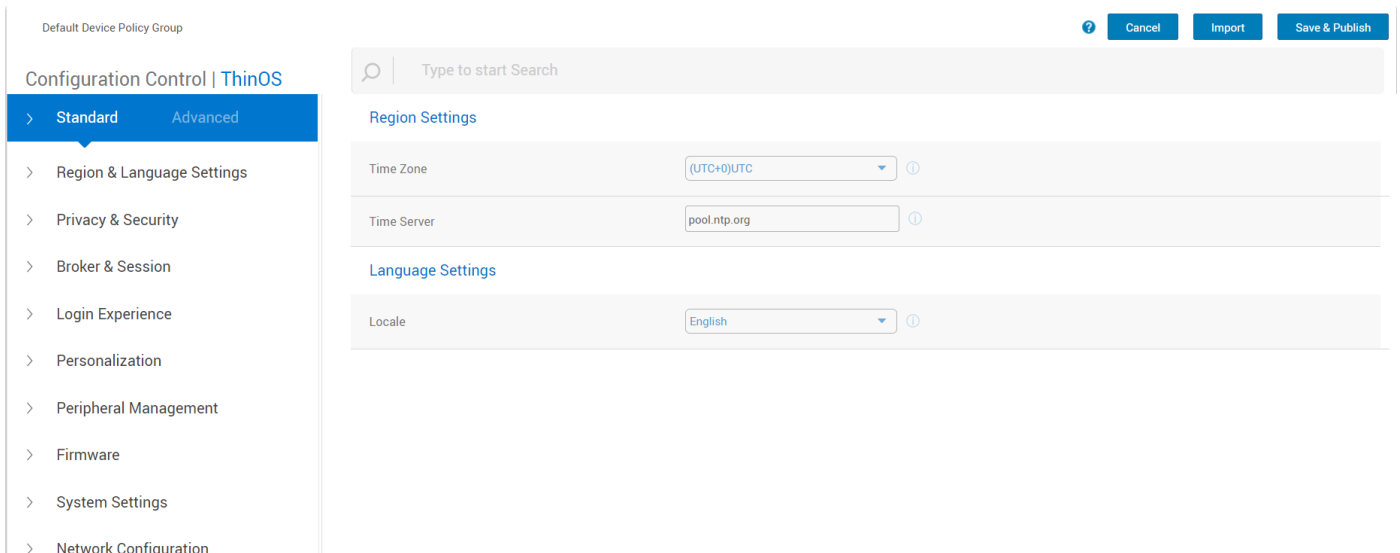 Default Device Policy Group
Cancel
Import
Save & Publish
Configuration Control | ThinOS
Type to start Search
Standard
Advanced
Region & Language Settings
Privacy & Security
Broker & Session
Login Experience
Personalization
Peripheral Management
Firmware
System Settings
Network Configuration
Region Settings
Time Zone
(UTC+0)UTC
Time Server
pool.ntp.org
Language Settings
Locale
English